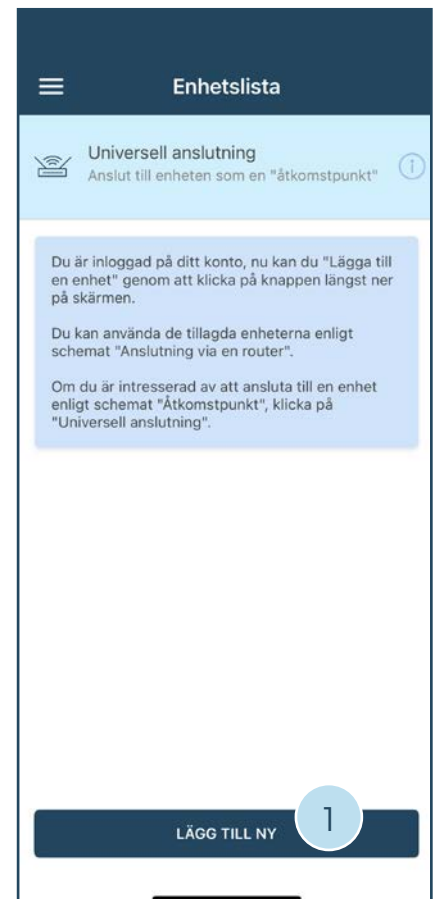 Enhetslista
Universell anslutning
Anslut till enheten som en "åtkomstpunkt"
Du är inloggad på ditt konto, nu kan du "Lägga till
en enhet" genom att klicka på knappen längst ner
på skärmen.
Du kan använda de tillagda enheterna enligt
schemat "Anslutning via en router".
Om du är intresserad av att ansluta till en enhet
enligt schemat "Åtkomstpunkt", klicka på
"Universell anslutning".
LÄGG TILL NY
1